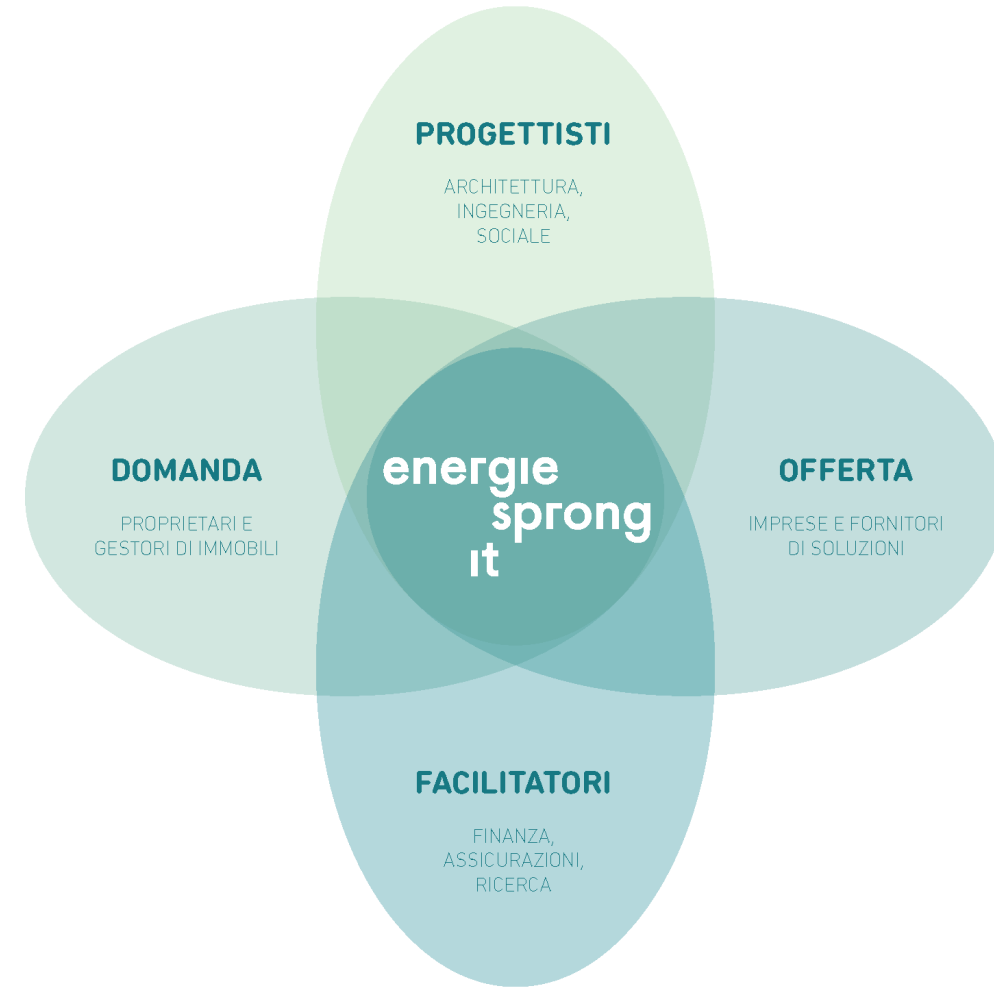 PROGETTISTI
ARCHITETTURA,
INGEGNERIA,
SOCIALE
DOMANDA
PROPRIETARI E
GESTORI DI IMMOBILI
energie
sprong
it
OFFERTA
IMPRESE E FORNITORI
DI SOLUZIONI
FACILITATORI
FINANZA,
ASSICURAZIONI,
RICERCA